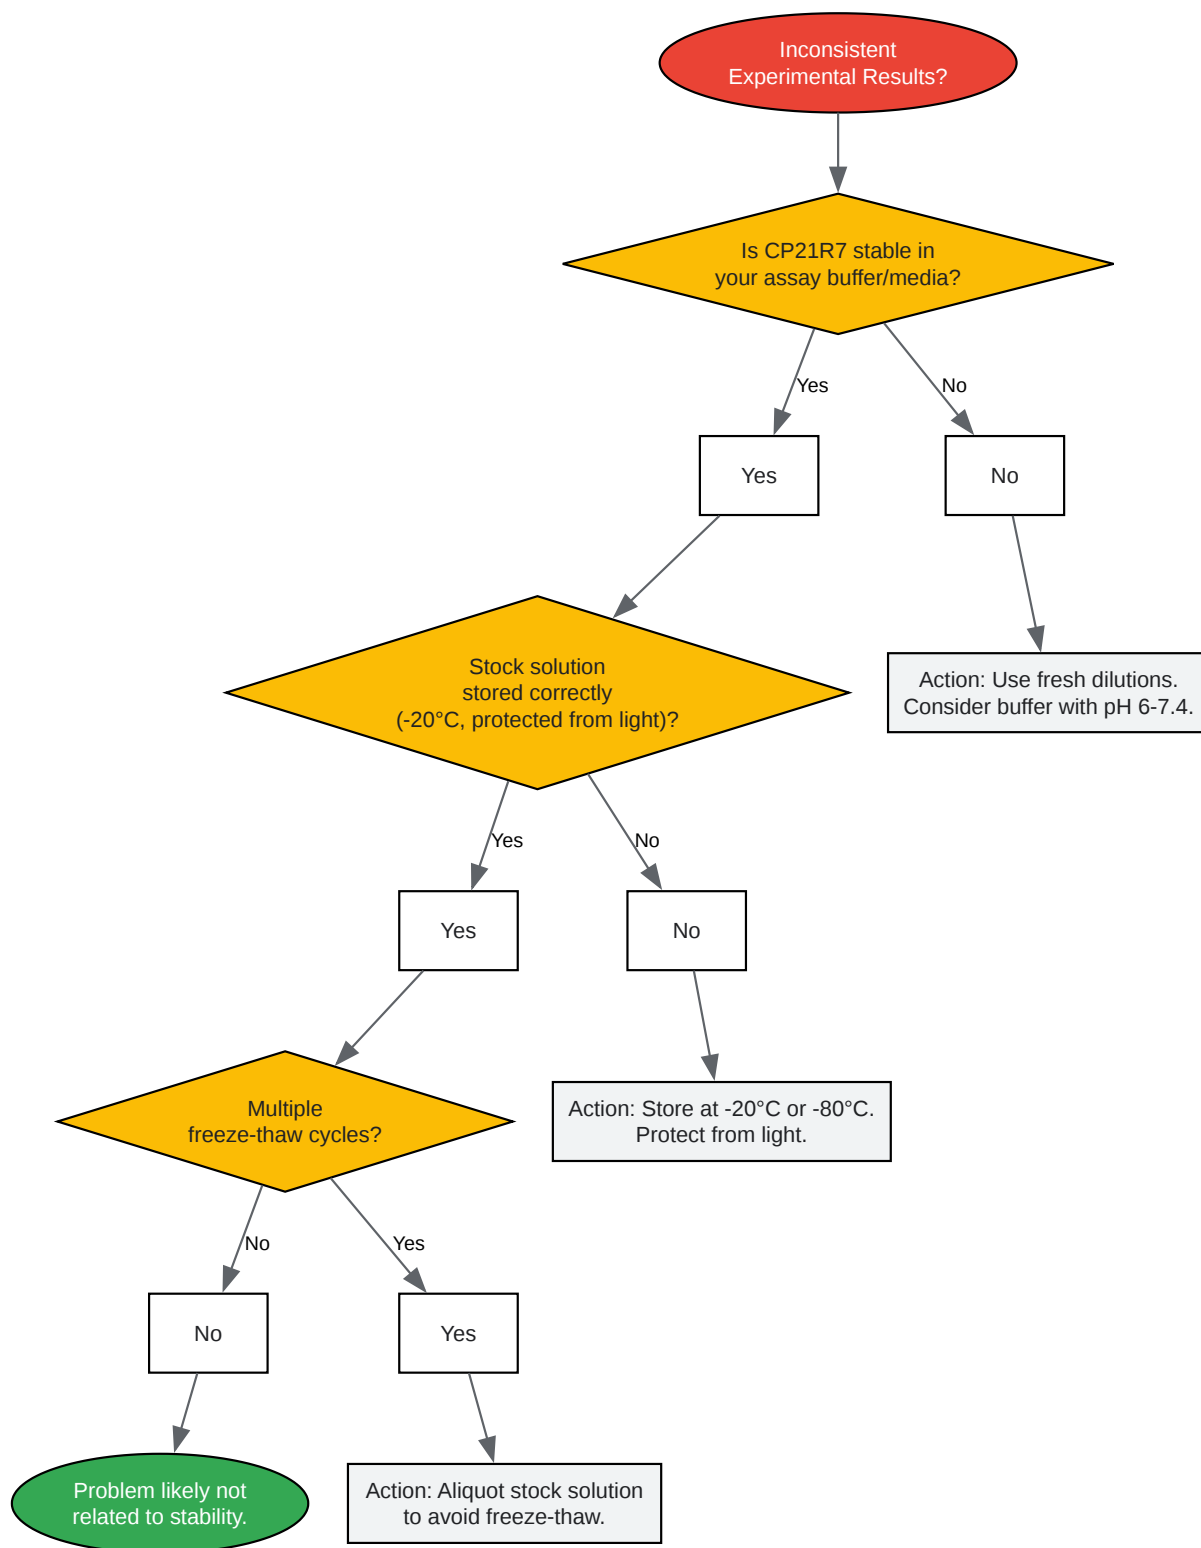 Inconsistent
Experimental Results?
Is CP21R7 stable in
your assay buffer/media?
Yes
No
Yes
No
Action: Use fresh dilutions.
Consider buffer with pH 6-7.4.
Stock solution
stored correctly
(-20°C, protected from light)?
Yes
No
Yes
No
Action: Store at -20°C or -80°C.
Protect from light.
Multiple
freeze-thaw cycles?
No
Yes
No
Yes
Problem likely not
related to stability.
Action: Aliquot stock solution
to avoid freeze-thaw.